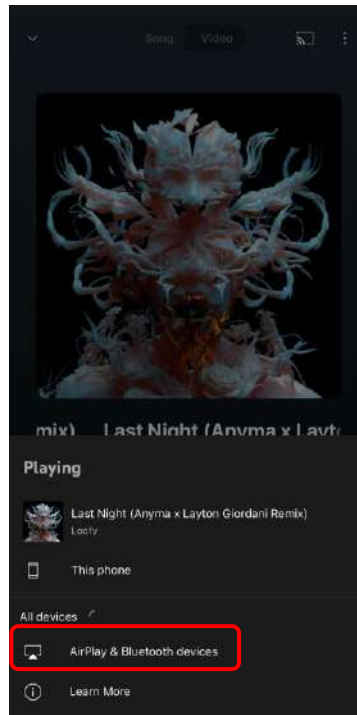 Song Video
mix) Last Night (Anyma x Layt
Playing
Last Night (Anyma x Layton Giordani Remix)
Loofy
This phone
All devices
AirPlay & Bluetooth devices
Learn More